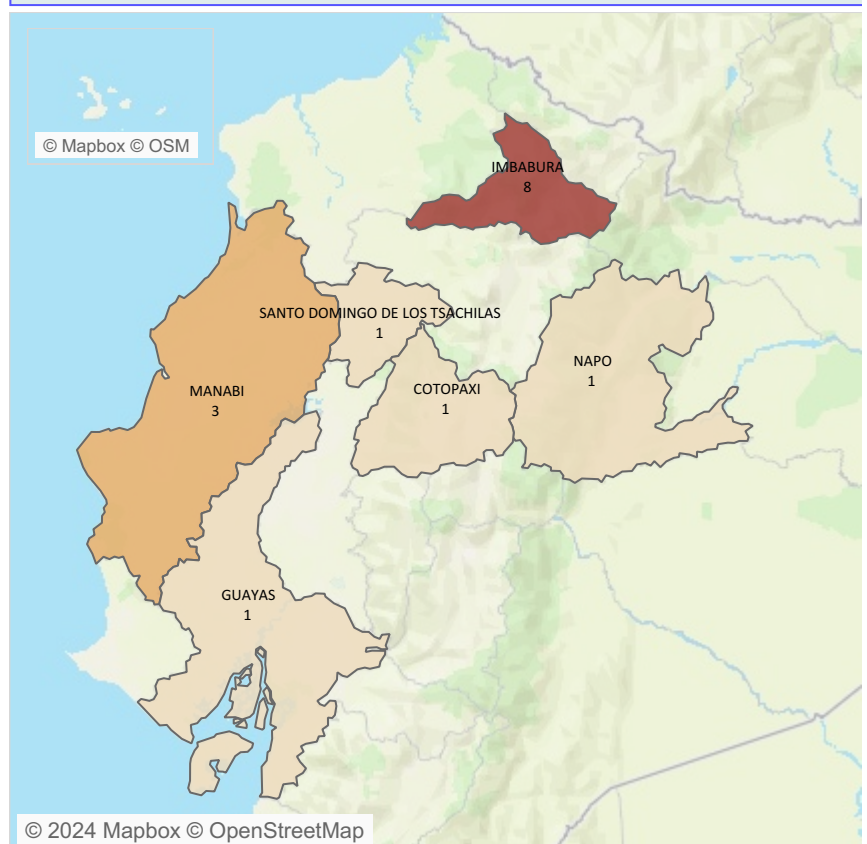 © Mapbox © OSM
IMBABURA
8
SANTO DOMINGO DE LOS TSACHILAS
1
NAPO
1
MANABI
3
COTOPAXI
1
GUAYAS
1
© 2024 Mapbox © OpenStreetMap